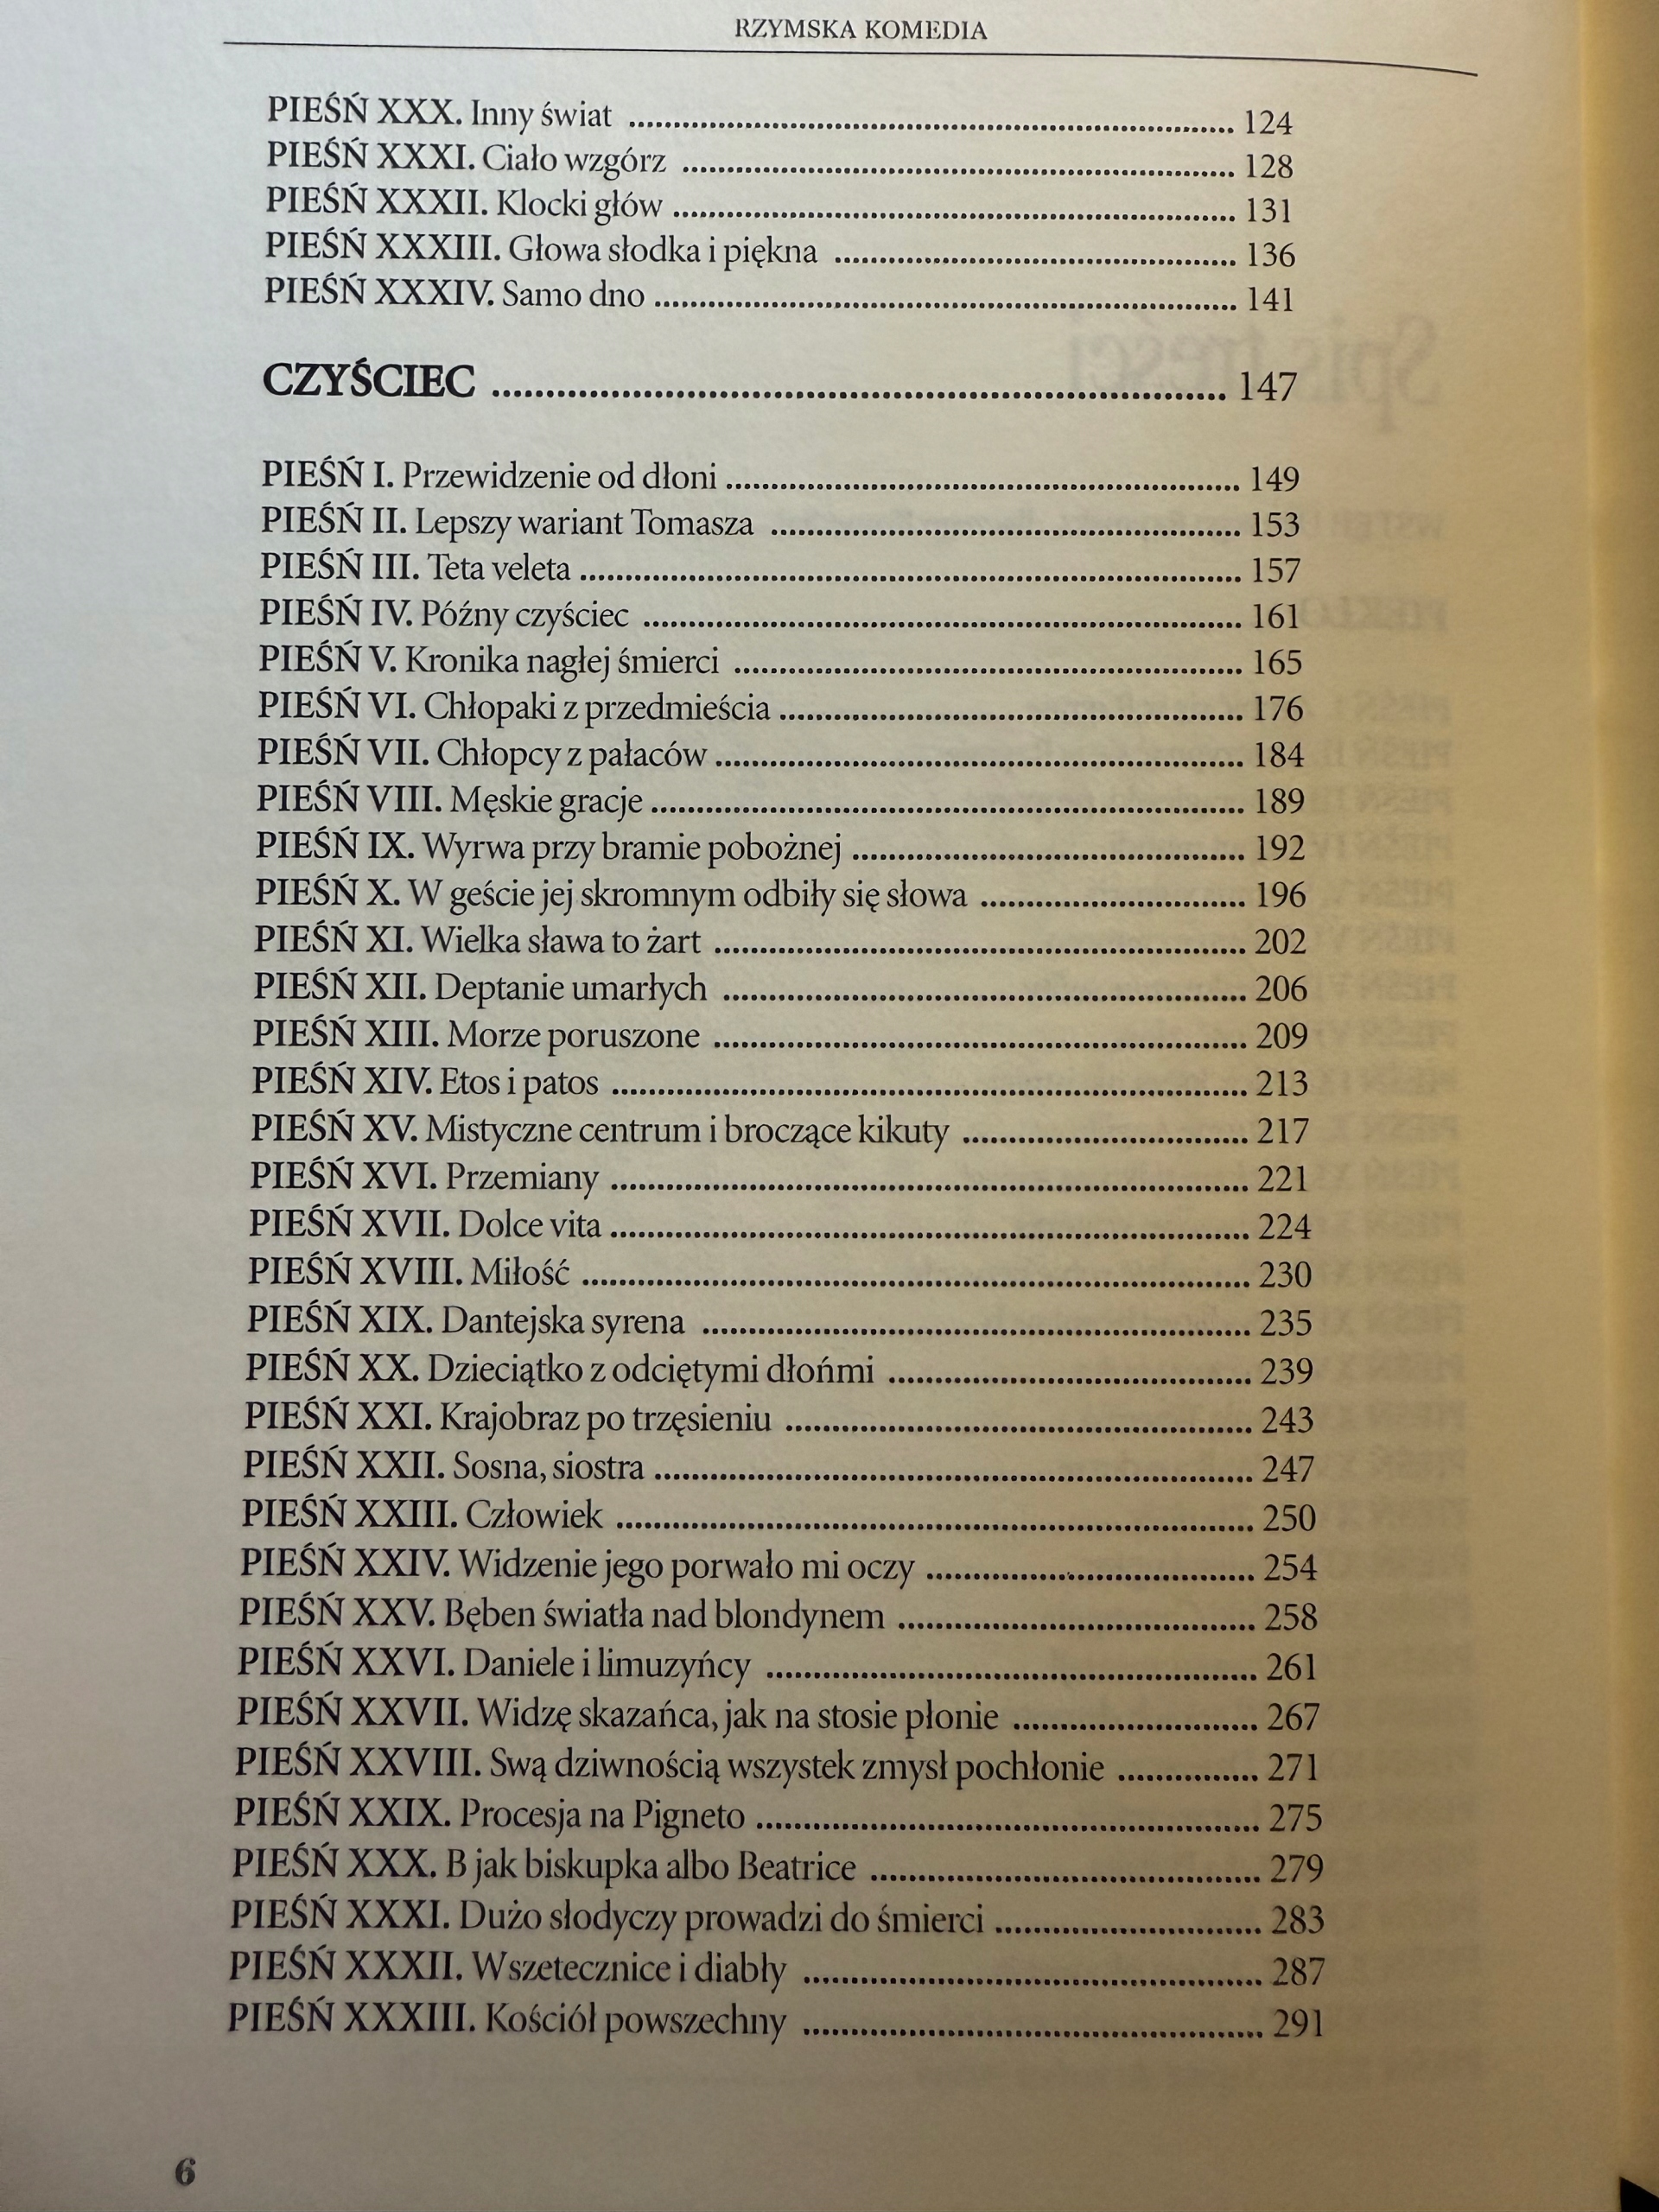 RZYMSKA KOMEDIA
PIEŚŃ XXX. Inny świat ........ 124
PIEŚŃ XXXI. Ciało wzgórz ........ 128
PIEŚŃ XXXII. Klocki głów ........ 131
PIEŚŃ XXXIII. Głowa słodka i piękna ........ 136
PIEŚŃ XXXIV. Samo dno ........ 141
CZYŚCIEC ........ 147
PIEŚŃ I. Przewidzenie od dłoni ........ 149
PIEŚŃ II. Lepszy wariant Tomasza ........ 153
PIEŚŃ III. Teta veleta ........ 157
PIEŚŃ IV. Późny czyściec ........ 161
PIEŚŃ V. Kronika nagłej śmierci ........ 165
PIEŚŃ VI. Chłopaki z przedmieścia ........ 176
PIEŚŃ VII. Chłopcy z pałaców ........ 184
PIEŚŃ VIII. Męskie gracje ........ 189
PIEŚŃ IX. Wyrwa przy bramie pobożnej ........ 192
PIEŚŃ X. W geście jej skromnym odbiły się słowa ........ 196
PIEŚŃ XI. Wielka sława to żart ........ 202
PIEŚŃ XII. Deptanie umarłych ........ 206
PIEŚŃ XIII. Morze poruszone ........ 209
PIEŚŃ XIV. Etos i patos ........ 213
PIEŚŃ XV. Mistyczne centrum i broczące kikuty ........ 217
PIEŚŃ XVI. Przemiany ........ 221
PIEŚŃ XVII. Dolce vita ........ 224
PIEŚŃ XVIII. Miłość ........ 230
PIEŚŃ XIX. Dantejska syrena ........ 235
PIEŚŃ XX. Dzieciątko z odciętymi dłońmi ........ 239
PIEŚŃ XXI. Krajobraz po trzęsieniu ........ 243
PIEŚŃ XXII. Sosna, siostra ........ 247
PIEŚŃ XXIII. Człowiek ........ 250
PIEŚŃ XXIV. Widzenie jego porwało mi oczy ........ 254
PIEŚŃ XXV. Bęben światła nad blondynem ........ 258
PIEŚŃ XXVI. Daniele i limuzyńcy ........ 261
PIEŚŃ XXVII. Widzę skazańca, jak na stosie płonie ........ 267
PIEŚŃ XXVIII. Swą dziwnością wszystek zmysł pochłonie ........ 271
PIEŚŃ XXIX. Procesja na Pigneto ........ 275
PIEŚŃ XXX. B jak biskupka albo Beatrice ........ 279
PIEŚŃ XXXI. Dużo słodyczy prowadzi do śmierci ........ 283
PIEŚŃ XXXII. Wszetecznice i diabły ........ 287
PIEŚŃ XXXIII. Kościół powszechny ........ 291
6